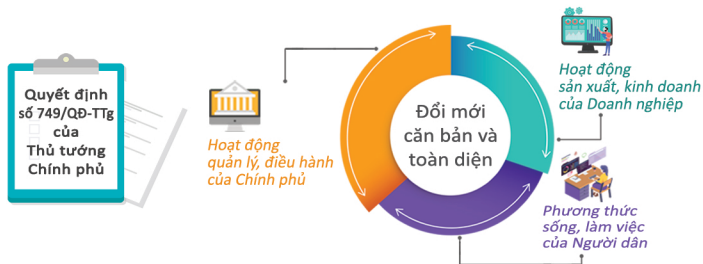 Quyết định
số 749/QĐ-TTg
của
Thủ tướng
Chính phủ
Hoạt động
quản lý, điều hành
của Chính phủ
Đổi mới
căn bản và
toàn diện
Hoạt động
sản xuất, kinh doanh
của Doanh nghiệp
Phương thức
sống, làm việc
của Người dân